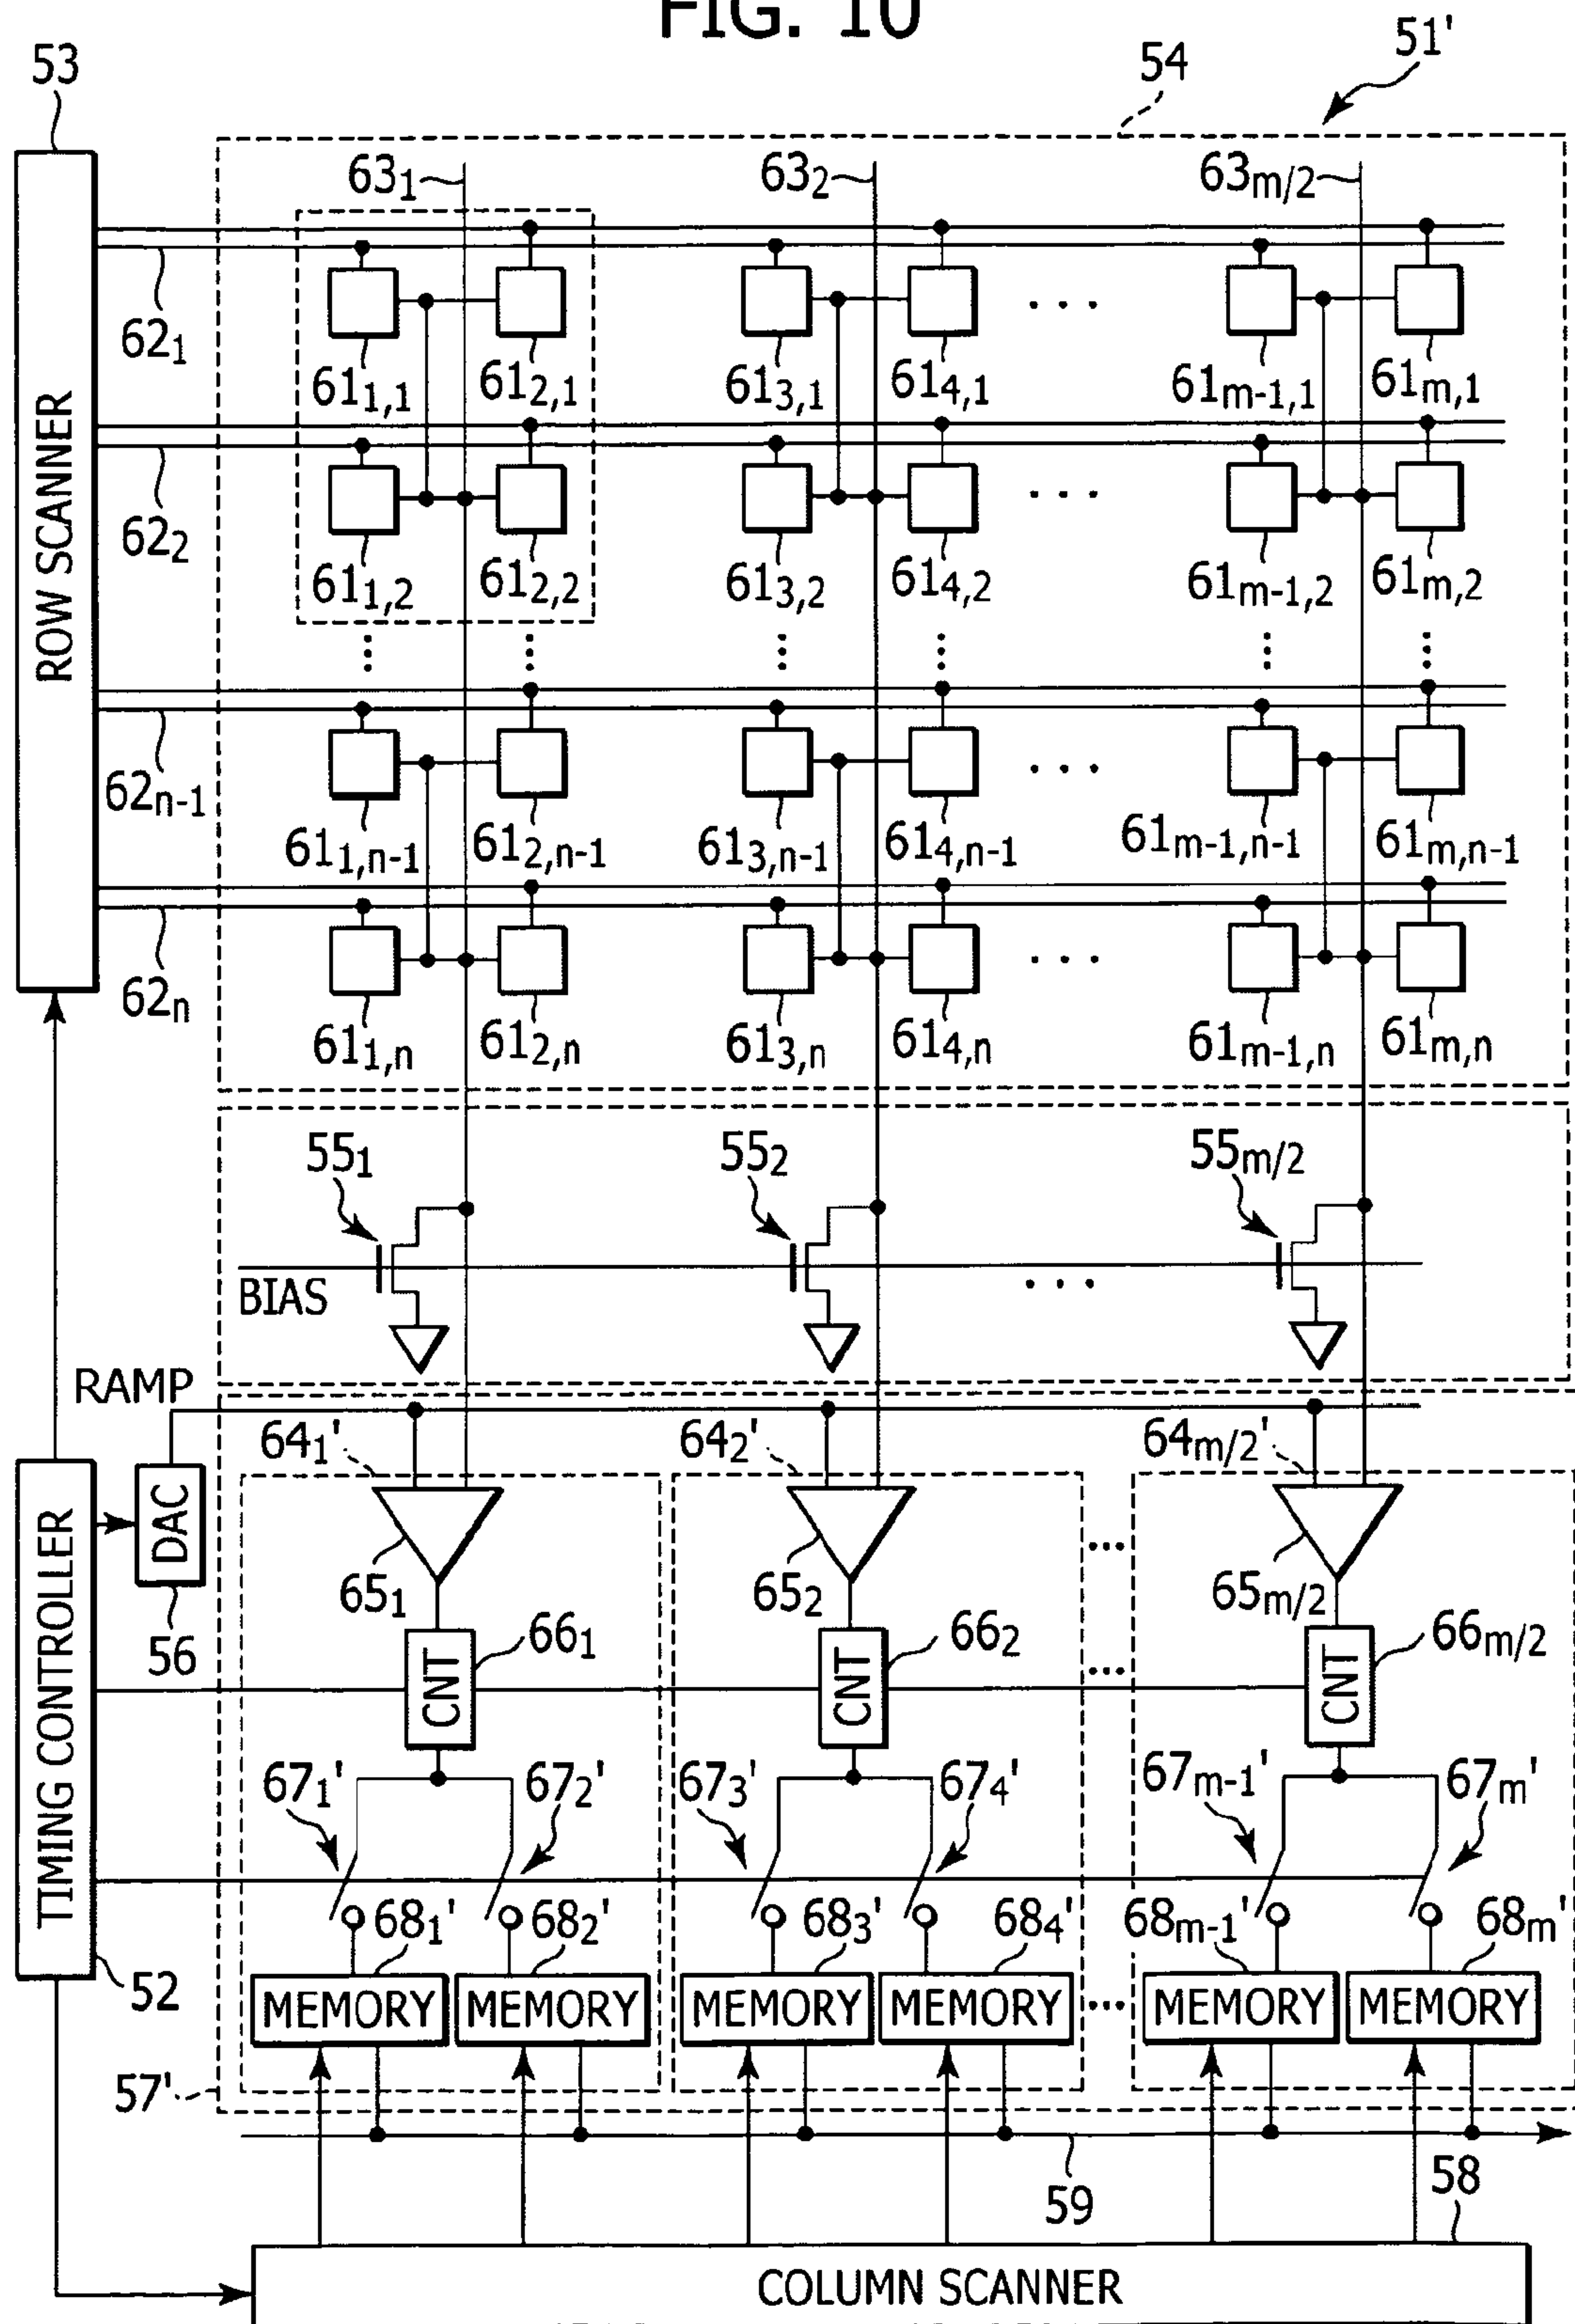 FIG. 10
53
54
51'
63₁ 63₂ 63m/2
ROW SCANNER
62₁
61₁,₁ 61₂,₁ 61₃,₁ 61₄,₁ ... 61m-1,1 61m,1
62₂
61₁,₂ 61₂,₂ 61₃,₂ 61₄,₂ ... 61m-1,2 61m,2
62n-1
61₁,n-1 61₂,n-1 61₃,n-1 61₄,n-1 ... 61m-1,n-1 61m,n-1
62n
61₁,n 61₂,n 61₃,n 61₄,n ... 61m-1,n 61m,n
55₁ 55₂ 55m/2
BIAS ...
RAMP
64₁' 64₂' 64m/2'
TIMING CONTROLLER
DAC
56
65₁ 65₂ ... 65m/2
66₁ 66₂ ... 66m/2
CNT CNT CNT
67₁' 67₂' 67₃' 67₄' 67m-1' 67m'
68₁' 68₂' 68₃' 68₄' 68m-1' 68m'
52
MEMORY MEMORY MEMORY MEMORY ... MEMORY MEMORY
57'
59
58
COLUMN SCANNER